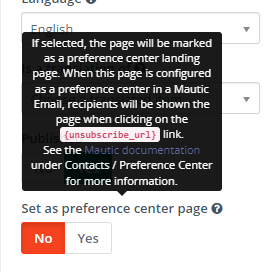 Language
English
If selected, the page will be marked
as a preference center landing
page. When this page is configured
as a preference center in a Mautic
Email, recipients will be shown the
page when clicking on the
{unsubscribe_url} link.
See the Mautic documentation
under Contacts / Preference Center
for more information.
Set as preference center page
No Yes